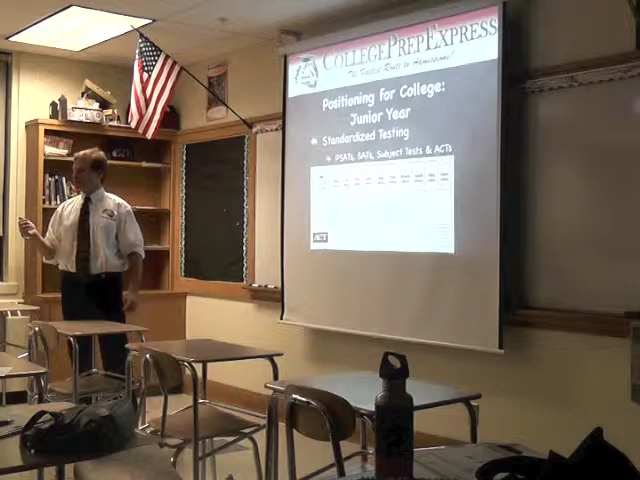 COLLEGEPREPEXPRESS
The Fastest Route to Admissions!
Positioning for College:
Junior Year
Standardized Testing
PSATs, SATs, Subject Tests & ACTs
ACT